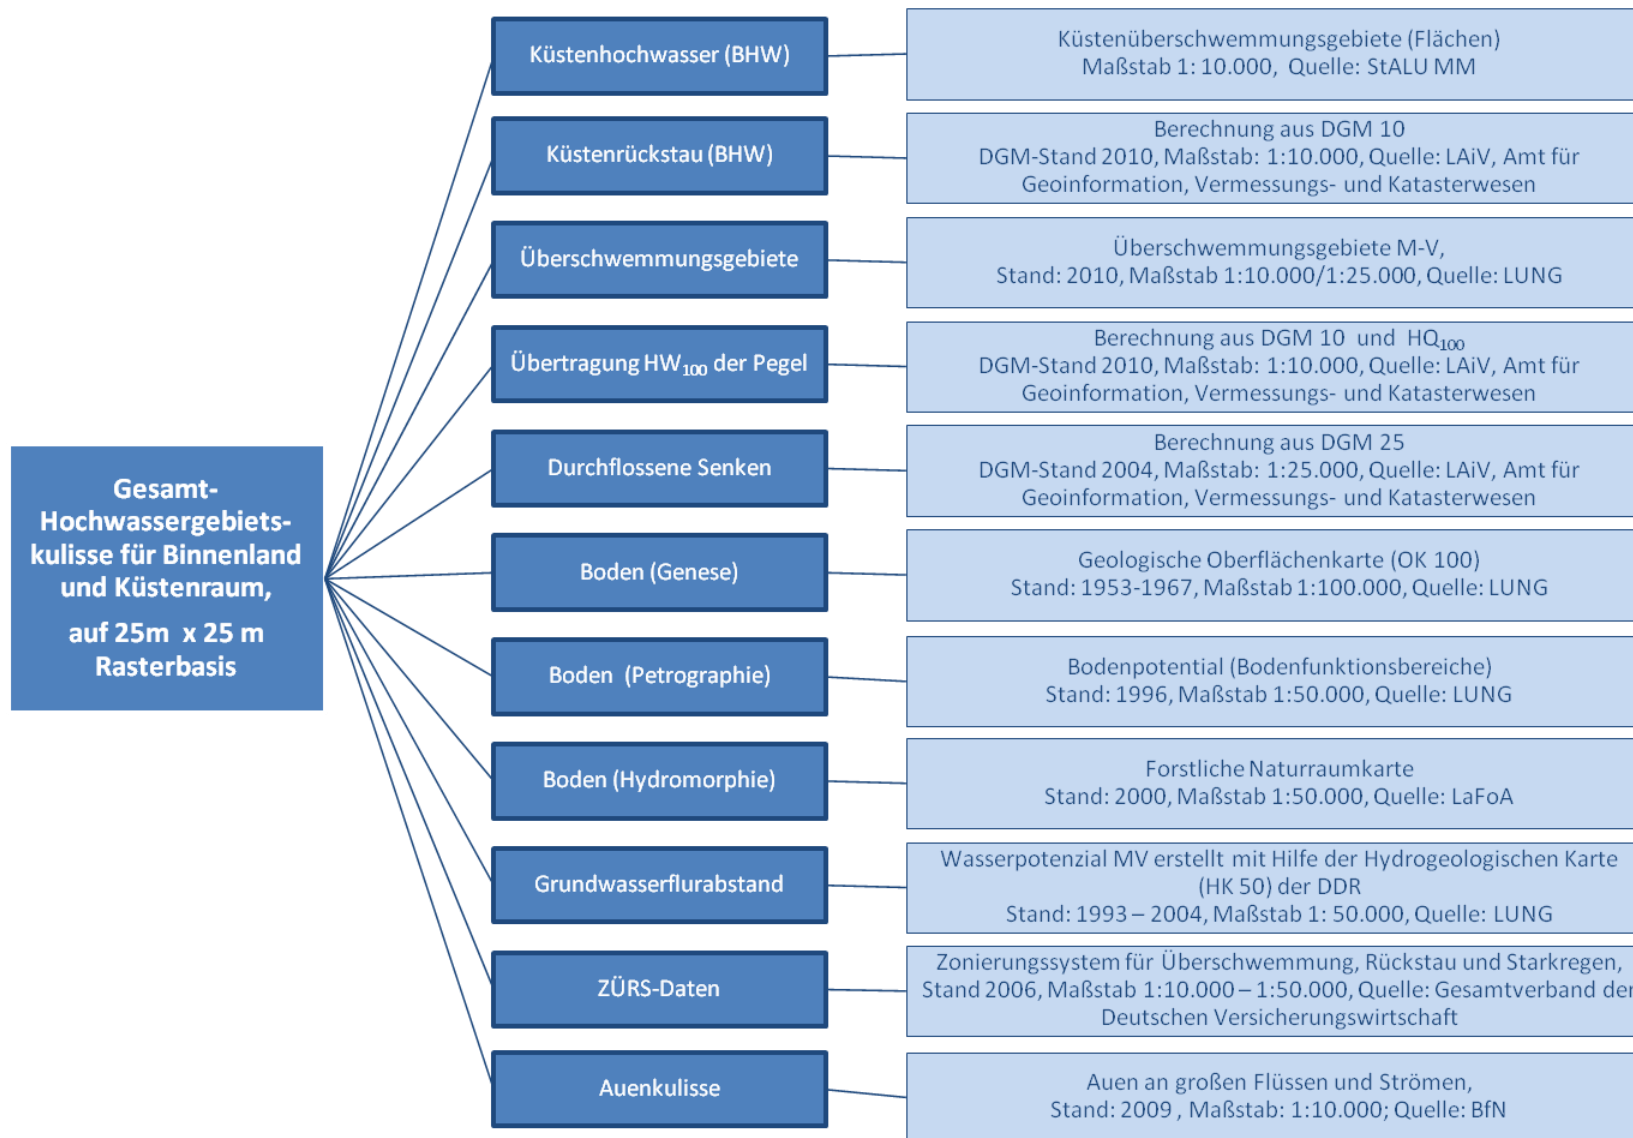 Gesamt-
Hochwassergebiets-
kulisse für Binnenland
und Küstenraum,
auf 25m  x 25 m
Rasterbasis
Küstenhochwasser (BHW)
Küstenüberschwemmungsgebiete (Flächen)
Maßstab 1: 10.000,  Quelle: StALU MM
Küstenrückstau (BHW)
Berechnung aus DGM 10
DGM-Stand 2010, Maßstab: 1:10.000, Quelle: LAiV, Amt für
Geoinformation, Vermessungs- und Katasterwesen
Überschwemmungsgebiete
Überschwemmungsgebiete M-V,
Stand: 2010, Maßstab 1:10.000/1:25.000, Quelle: LUNG
Übertragung HW₁₀₀ der Pegel
Berechnung aus DGM 10  und  HQ₁₀₀
DGM-Stand 2010, Maßstab: 1:10.000, Quelle: LAiV, Amt für
Geoinformation, Vermessungs- und Katasterwesen
Durchflossene Senken
Berechnung aus DGM 25
DGM-Stand 2004, Maßstab: 1:25.000, Quelle: LAiV, Amt für
Geoinformation, Vermessungs- und Katasterwesen
Boden (Genese)
Geologische Oberflächenkarte (OK 100)
Stand: 1953-1967, Maßstab 1:100.000, Quelle: LUNG
Boden  (Petrographie)
Bodenpotential (Bodenfunktionsbereiche)
Stand: 1996, Maßstab 1:50.000, Quelle: LUNG
Boden (Hydromorphie)
Forstliche Naturraumkarte
Stand: 2000, Maßstab 1:50.000, Quelle: LaFoA
Grundwasserflurabstand
Wasserpotenzial MV erstellt mit Hilfe der Hydrogeologischen Karte
(HK 50) der DDR
Stand: 1993 – 2004, Maßstab 1: 50.000, Quelle: LUNG
ZÜRS-Daten
Zonierungssystem für Überschwemmung, Rückstau und Starkregen,
Stand 2006, Maßstab 1:10.000 – 1:50.000, Quelle: Gesamtverband der
Deutschen Versicherungswirtschaft
Auenkulisse
Auen an großen Flüssen und Strömen,
Stand: 2009 , Maßstab: 1:10.000; Quelle: BfN